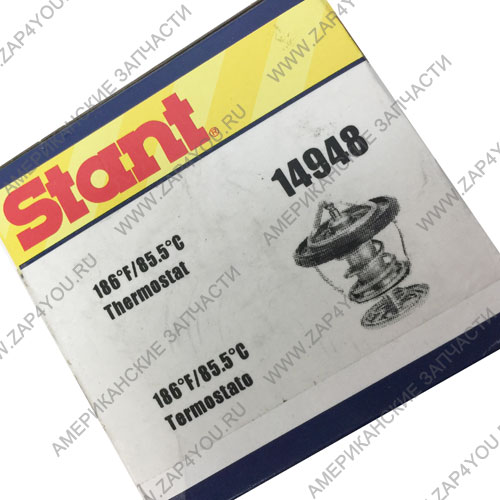 Stant®
14948
186°F/85.5°C
Thermostat
186°F/85.5°C
Termostato
АМЕРИКАНСКИЕ ЗАПЧАСТИ
WWW.ZAP4YOU.RU